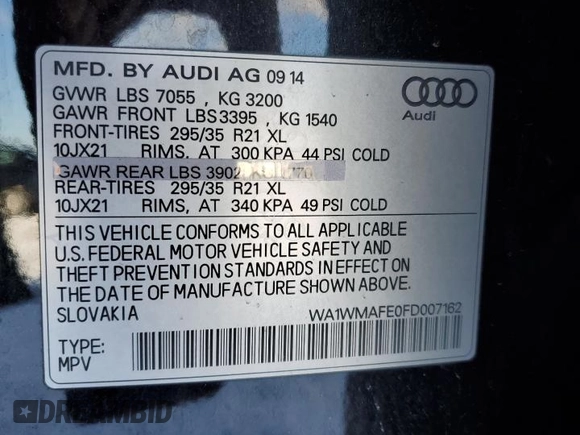 MFD. BY AUDI AG 09 14
GVWR LBS 7055 , KG 3200
GAWR FRONT LBS3395, KG 1540
FRONT-TIRES 295/35 R21 XL
10JX21 RIMS, AT 300 KPA 44 PSI COLD
GAWR REAR LBS 3902
REAR-TIRES 295/35 R21 XL
10JX21 RIMS, AT 340 KPA 49 PSI COLD
THIS VEHICLE CONFORMS TO ALL APPLICABLE
U.S. FEDERAL MOTOR VEHICLE SAFETY AND
THEFT PREVENTION STANDARDS IN EFFECT ON
THE DATE OF MANUFACTURE SHOWN ABOVE.
SLOVAKIA WA1WMAFE0FD007162
TYPE:
MPV
Audi
DREAMBID